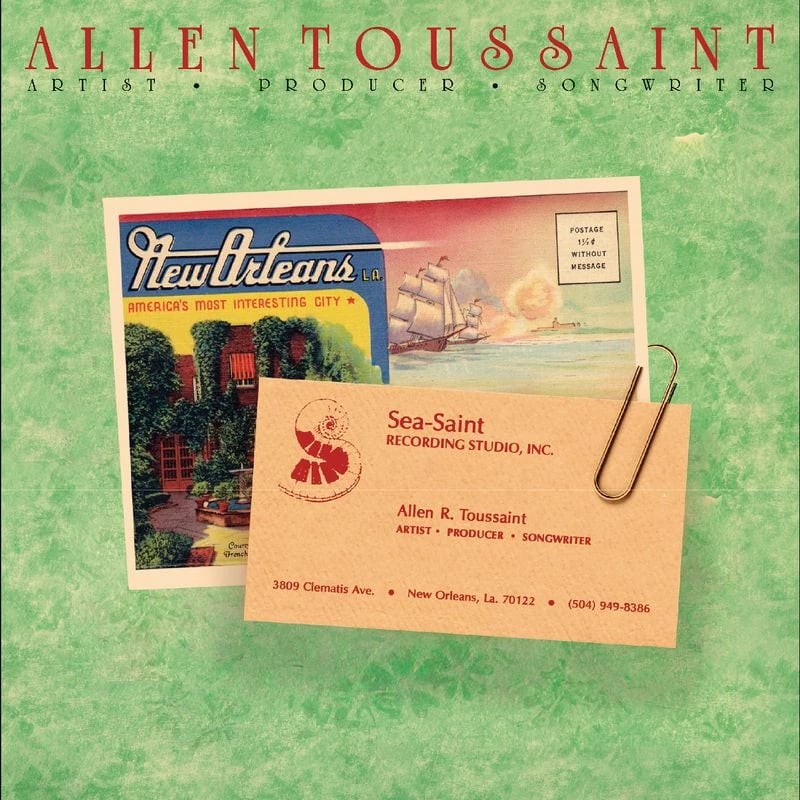 ALLEN TOUSSAINT
ARTIST • PRODUCER • SONGWRITER
New Orleans LA.
AMERICA'S MOST INTERESTING CITY ★
POSTAGE
1½¢
WITHOUT
MESSAGE
Sea-Saint
RECORDING STUDIO, INC.
Allen R. Toussaint
ARTIST • PRODUCER • SONGWRITER
3809 Clematis Ave. • New Orleans, La. 70122 • (504) 949-8386